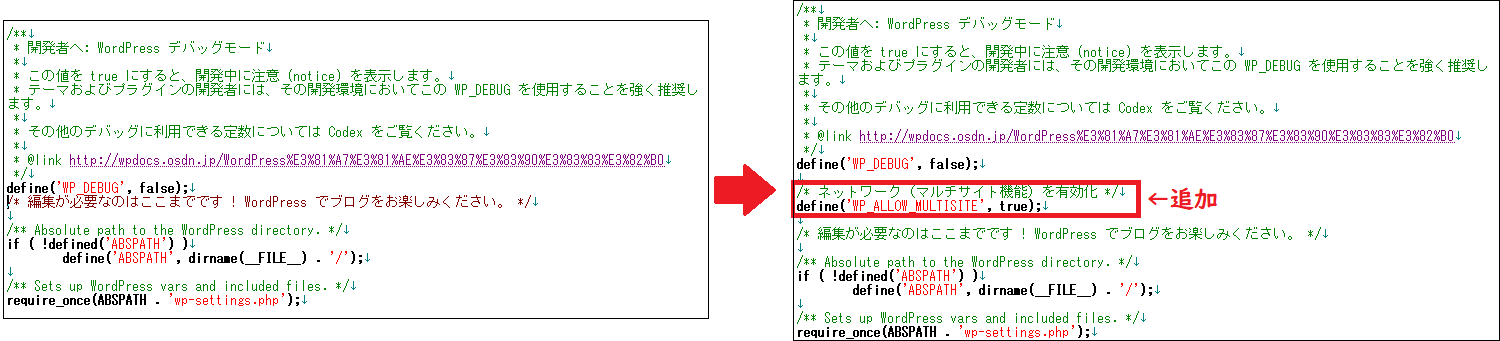 /**↓
 * 開発者へ: WordPress デバッグモード↓
 *↓
 * この値を true にすると、開発中に注意 (notice) を表示します。↓
 * テーマおよびプラグインの開発者には、その開発環境においてこの WP_DEBUG を使用することを強く推奨し
ます。↓
 *↓
 * その他のデバッグに利用できる定数については Codex をご覧ください。↓
 *↓
 * @link http://wpdocs.osdn.jp/WordPress%E3%81%A7%E3%81%AE%E3%83%87%E3%83%90%E3%83%83%E3%82%B0↓
 */↓
define('WP_DEBUG', false);↓
/* 編集が必要なのはここまでです ! WordPress でブログをお楽しみください。 */↓
↓
/** Absolute path to the WordPress directory. */↓
if ( !defined('ABSPATH') )↓
define('ABSPATH', dirname(__FILE__) . '/');↓
↓
/** Sets up WordPress vars and included files. */↓
require_once(ABSPATH . 'wp-settings.php');↓
/**↓
 * 開発者へ: WordPress デバッグモード↓
 *↓
 * この値を true にすると、開発中に注意 (notice) を表示します。↓
 * テーマおよびプラグインの開発者には、その開発環境においてこの WP_DEBUG を使用することを強く推奨し
ます。↓
 *↓
 * その他のデバッグに利用できる定数については Codex をご覧ください。↓
 *↓
 * @link http://wpdocs.osdn.jp/WordPress%E3%81%A7%E3%81%AE%E3%83%87%E3%83%90%E3%83%83%E3%82%B0↓
 */↓
define('WP_DEBUG', false);↓
↓
/* ネットワーク (マルチサイト機能) を有効化 */↓
define('WP_ALLOW_MULTISITE', true);↓
←追加
↓
/* 編集が必要なのはここまでです ! WordPress でブログをお楽しみください。 */↓
↓
/** Absolute path to the WordPress directory. */↓
if ( !defined('ABSPATH') )↓
define('ABSPATH', dirname(__FILE__) . '/');↓
↓
/** Sets up WordPress vars and included files. */↓
require_once(ABSPATH . 'wp-settings.php');↓